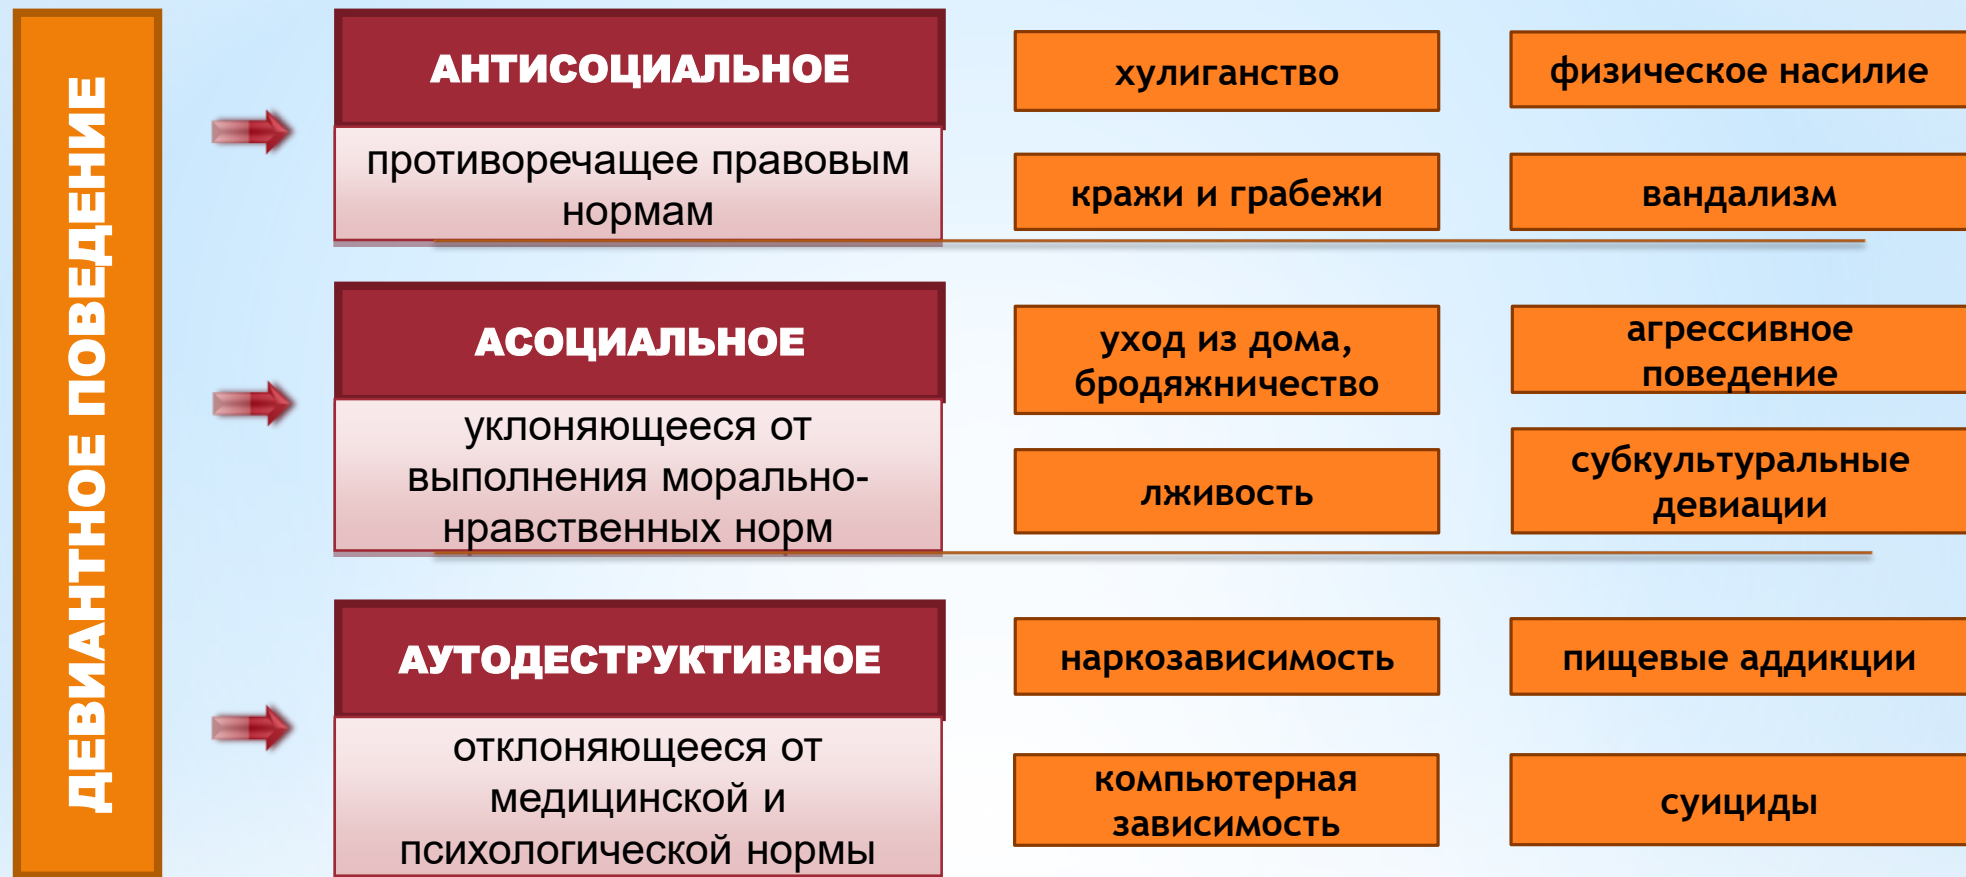 ДЕВИАНТНОЕ ПОВЕДЕНИЕ
АНТИСОЦИАЛЬНОЕ
противоречащее правовым
нормам
хулиганство
физическое насилие
кражи и грабежи
вандализм
АСОЦИАЛЬНОЕ
уклоняющееся от
выполнения морально-
нравственных норм
уход из дома,
бродяжничество
агрессивное
поведение
лживость
субкультуральные
девиации
АУТОДЕСТРУКТИВНОЕ
отклоняющееся от
медицинской и
психологической нормы
наркозависимость
пищевые аддикции
компьютерная
зависимость
суициды